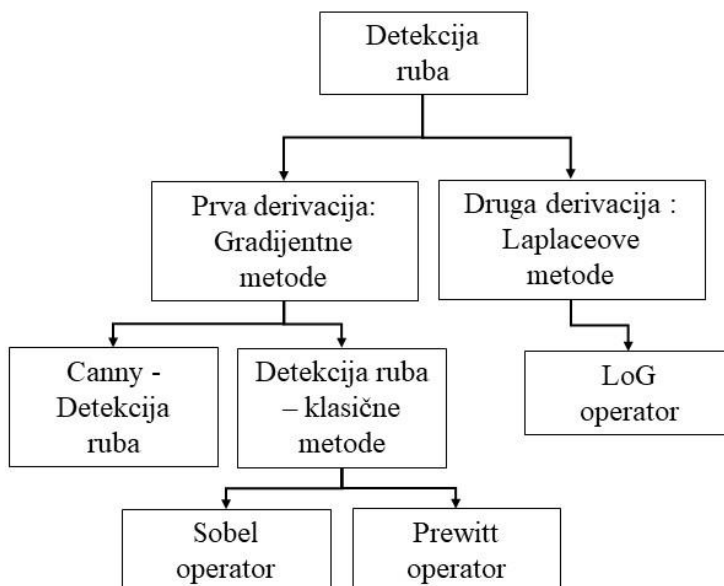 Detekcija
ruba
Prva derivacija:
Gradijentne
metode
Druga derivacija :
Laplaceove
metode
Canny -
Detekcija
ruba
Detekcija ruba
– klasične
metode
LoG
operator
Sobel
operator
Prewitt
operator